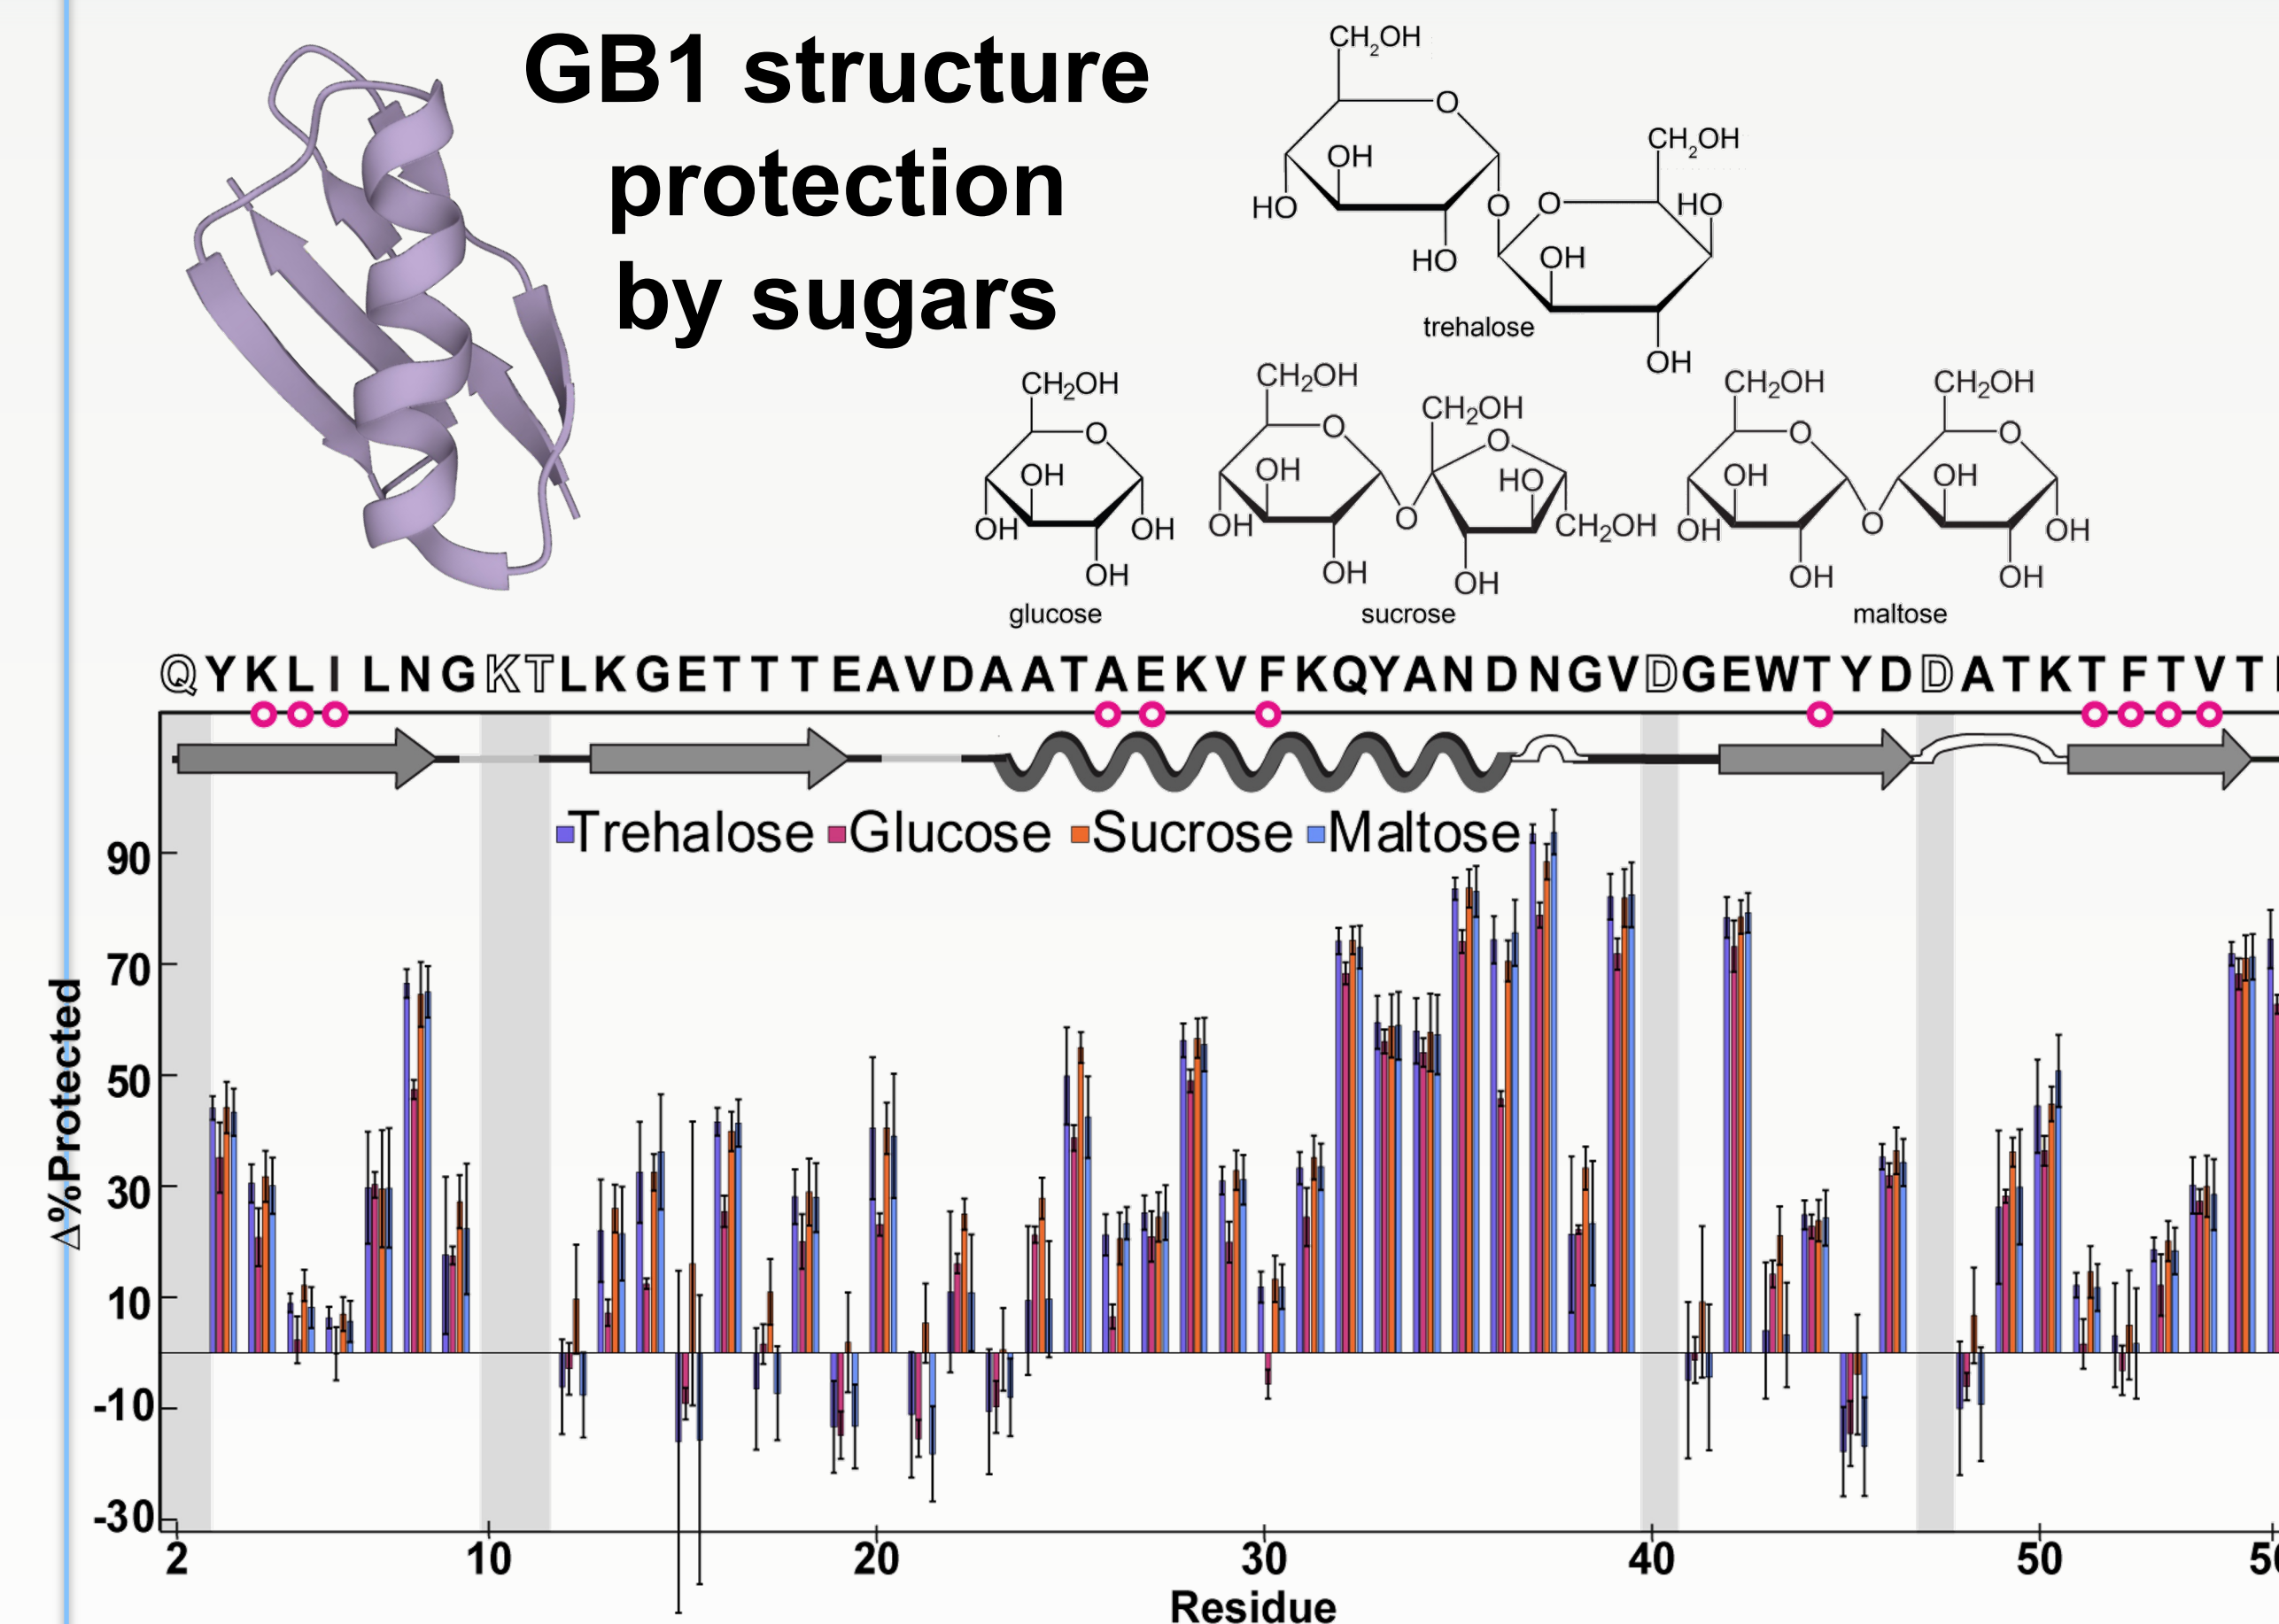 GB1 structure
protection
by sugars
CH2OH
O
OH
HO
HO
O
O
CH2OH
HO
OH
OH
trehalose
CH2OH
O
OH
OH
OH
OH
glucose
CH2OH
O
OH
OH
OH
O
CH2OH
O
HO
CH2OH
OH
sucrose
CH2OH
O
OH
OH
OH
O
CH2OH
O
OH
OH
OH
maltose
QYKLILNGKTLKGETTTEAVDAATAEKVFKQYANDNGVDGEWTYDDATKTFTVT
Trehalose Glucose Sucrose Maltose
Δ%Protected
90
70
50
30
10
-10
-30
2 10 20 30 40 50
Residue